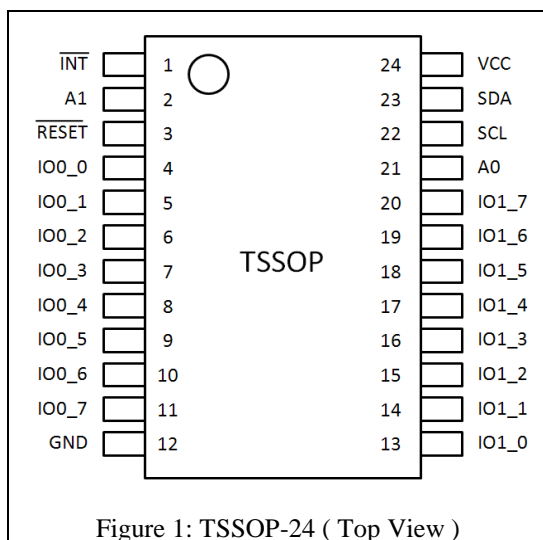 INT 1 24 VCC
A1 2 23 SDA
RESET 3 22 SCL
IO0_0 4 21 A0
IO0_1 5 20 IO1_7
IO0_2 6 19 IO1_6
IO0_3 7 TSSOP 18 IO1_5
IO0_4 8 17 IO1_4
IO0_5 9 16 IO1_3
IO0_6 10 15 IO1_2
IO0_7 11 14 IO1_1
GND 12 13 IO1_0
Figure 1: TSSOP-24 ( Top View )